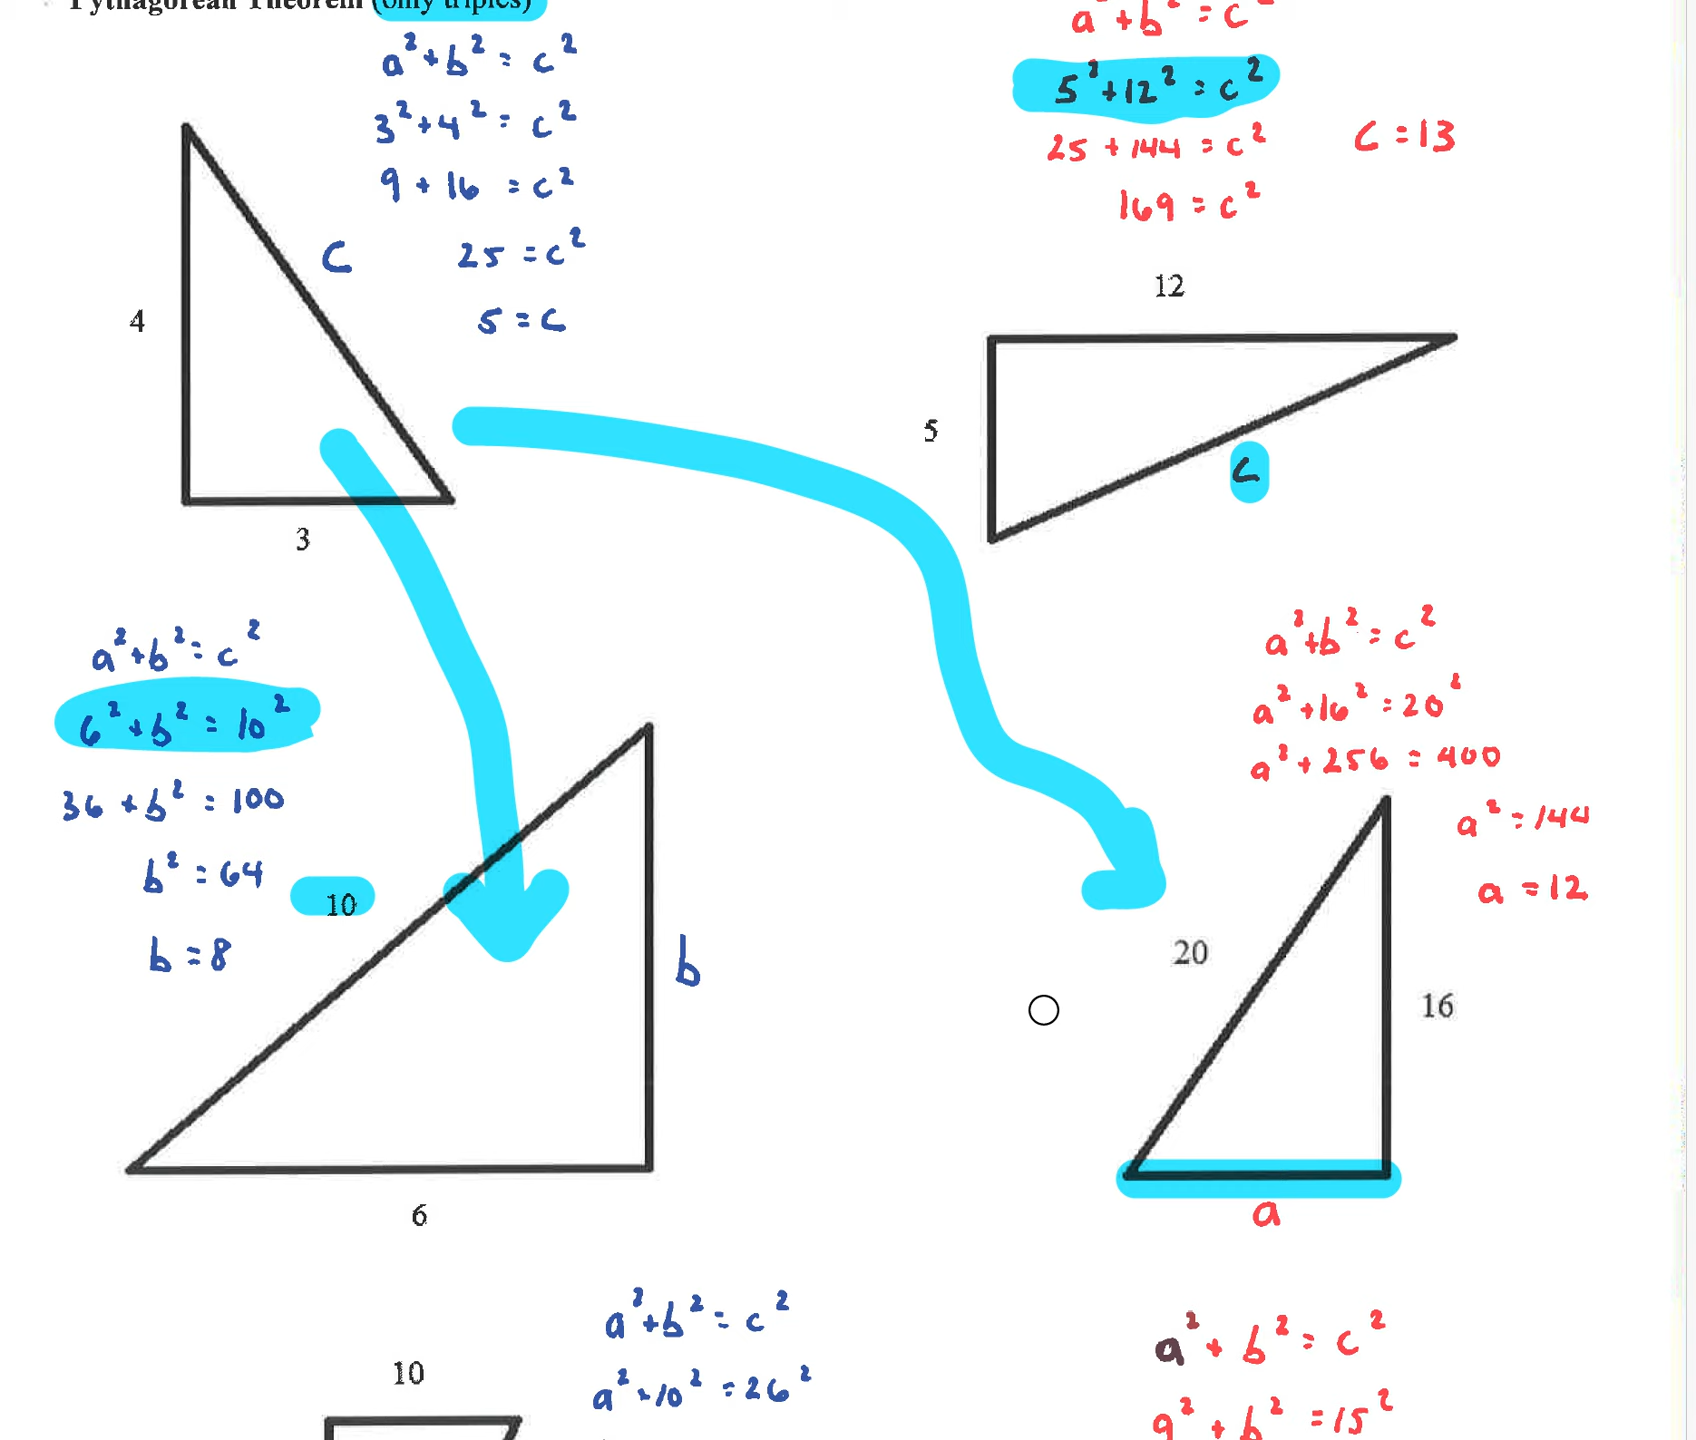 Pythagorean Theorem (only triples)
a² + b² = c²
3² + 4² = c²
9 + 16 = c²
25 = c²
5 = c
C
4
3
a² + b² = c²
5² + 12² = c²
25 + 144 = c²
169 = c²
C = 13
12
5
C
a² + b² = c²
6² + b² = 10²
36 + b² = 100
b² = 64
b = 8
10
b
6
a² + b² = c²
a² + 16² = 20²
a² + 256 = 400
a² = 144
a = 12
20
16
a
10
a² + b² = c²
a² + 10² = 26²
a² + b² = c²
9² + b² = 15²